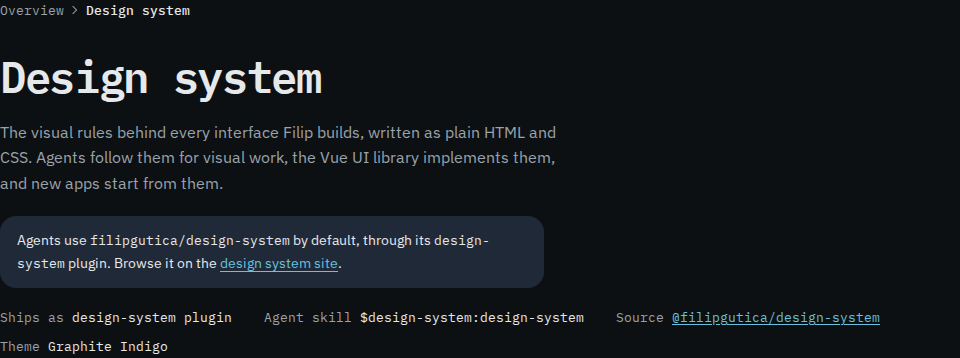 Overview > Design system
Design system
The visual rules behind every interface Filip builds, written as plain HTML and
CSS. Agents follow them for visual work, the Vue UI library implements them,
and new apps start from them.
Agents use filipgutica/design-system by default, through its design-
system plugin. Browse it on the design system site.
Ships as design-system plugin Agent skill $design-system:design-system Source @filipgutica/design-system
Theme Graphite Indigo